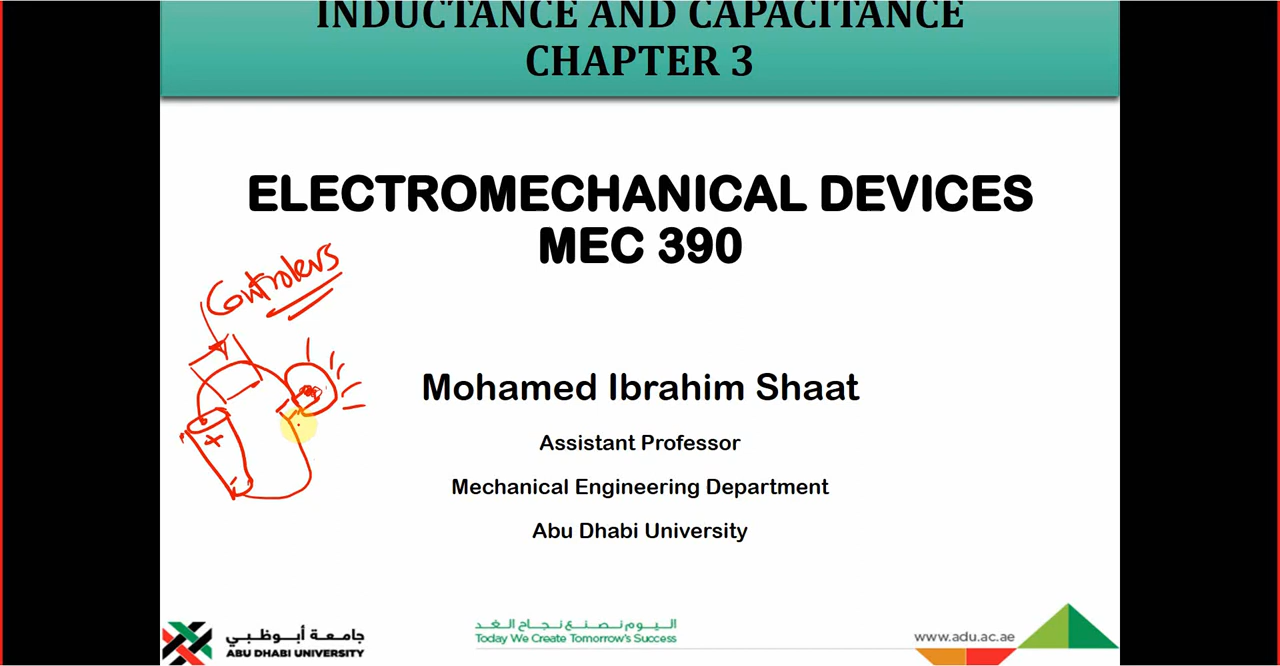 INDUCTANCE AND CAPACITANCE
CHAPTER 3
ELECTROMECHANICAL DEVICES
MEC 390
Controlers
+
-
Mohamed Ibrahim Shaat
Assistant Professor
Mechanical Engineering Department
Abu Dhabi University
جامعة أبوظبي
ABU DHABI UNIVERSITY
اليوم نصنع نجاح الغد
Today We Create Tomorrow's Success
www.adu.ac.ae